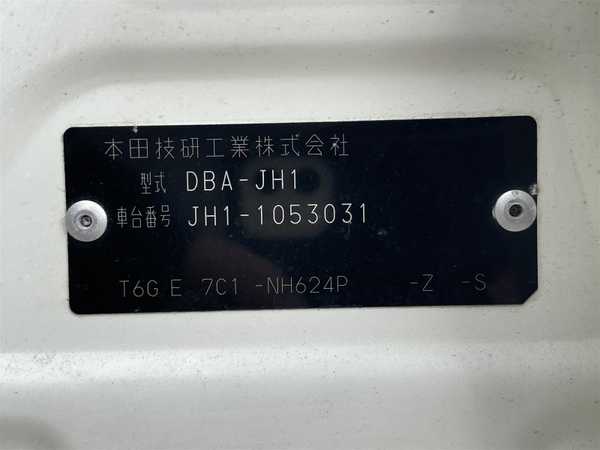 本田技研工業株式会社
型式 DBA-JH1
車台番号 JH1-1053031
T6G E 7C1 -NH624P -Z -S